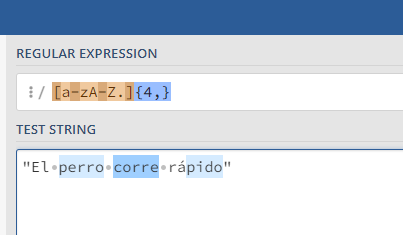 REGULAR EXPRESSION
⁝ / [a-zA-Z.]{4,}
TEST STRING
"El·perro·corre·rápido"